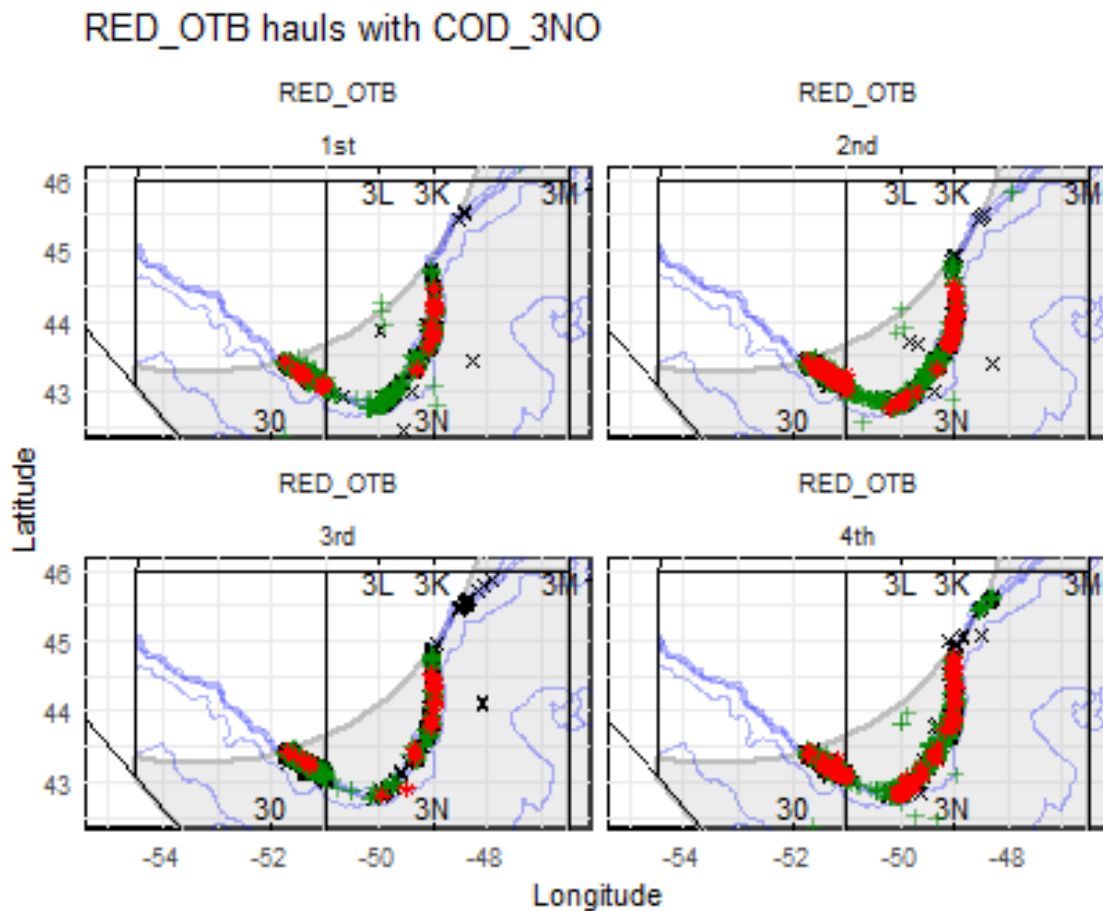 RED_OTB hauls with COD_3NO
RED_OTB
RED_OTB
1st
2nd
46
45
44
43
3L 3K 3M
30 3N
3L 3K 3M
30 3N
RED_OTB
RED_OTB
3rd
4th
46
45
44
43
3L 3K 3M
30 3N
3L 3K 3M
30 3N
-54 -52 -50 -48
-54 -52 -50 -48
Latitude
Longitude